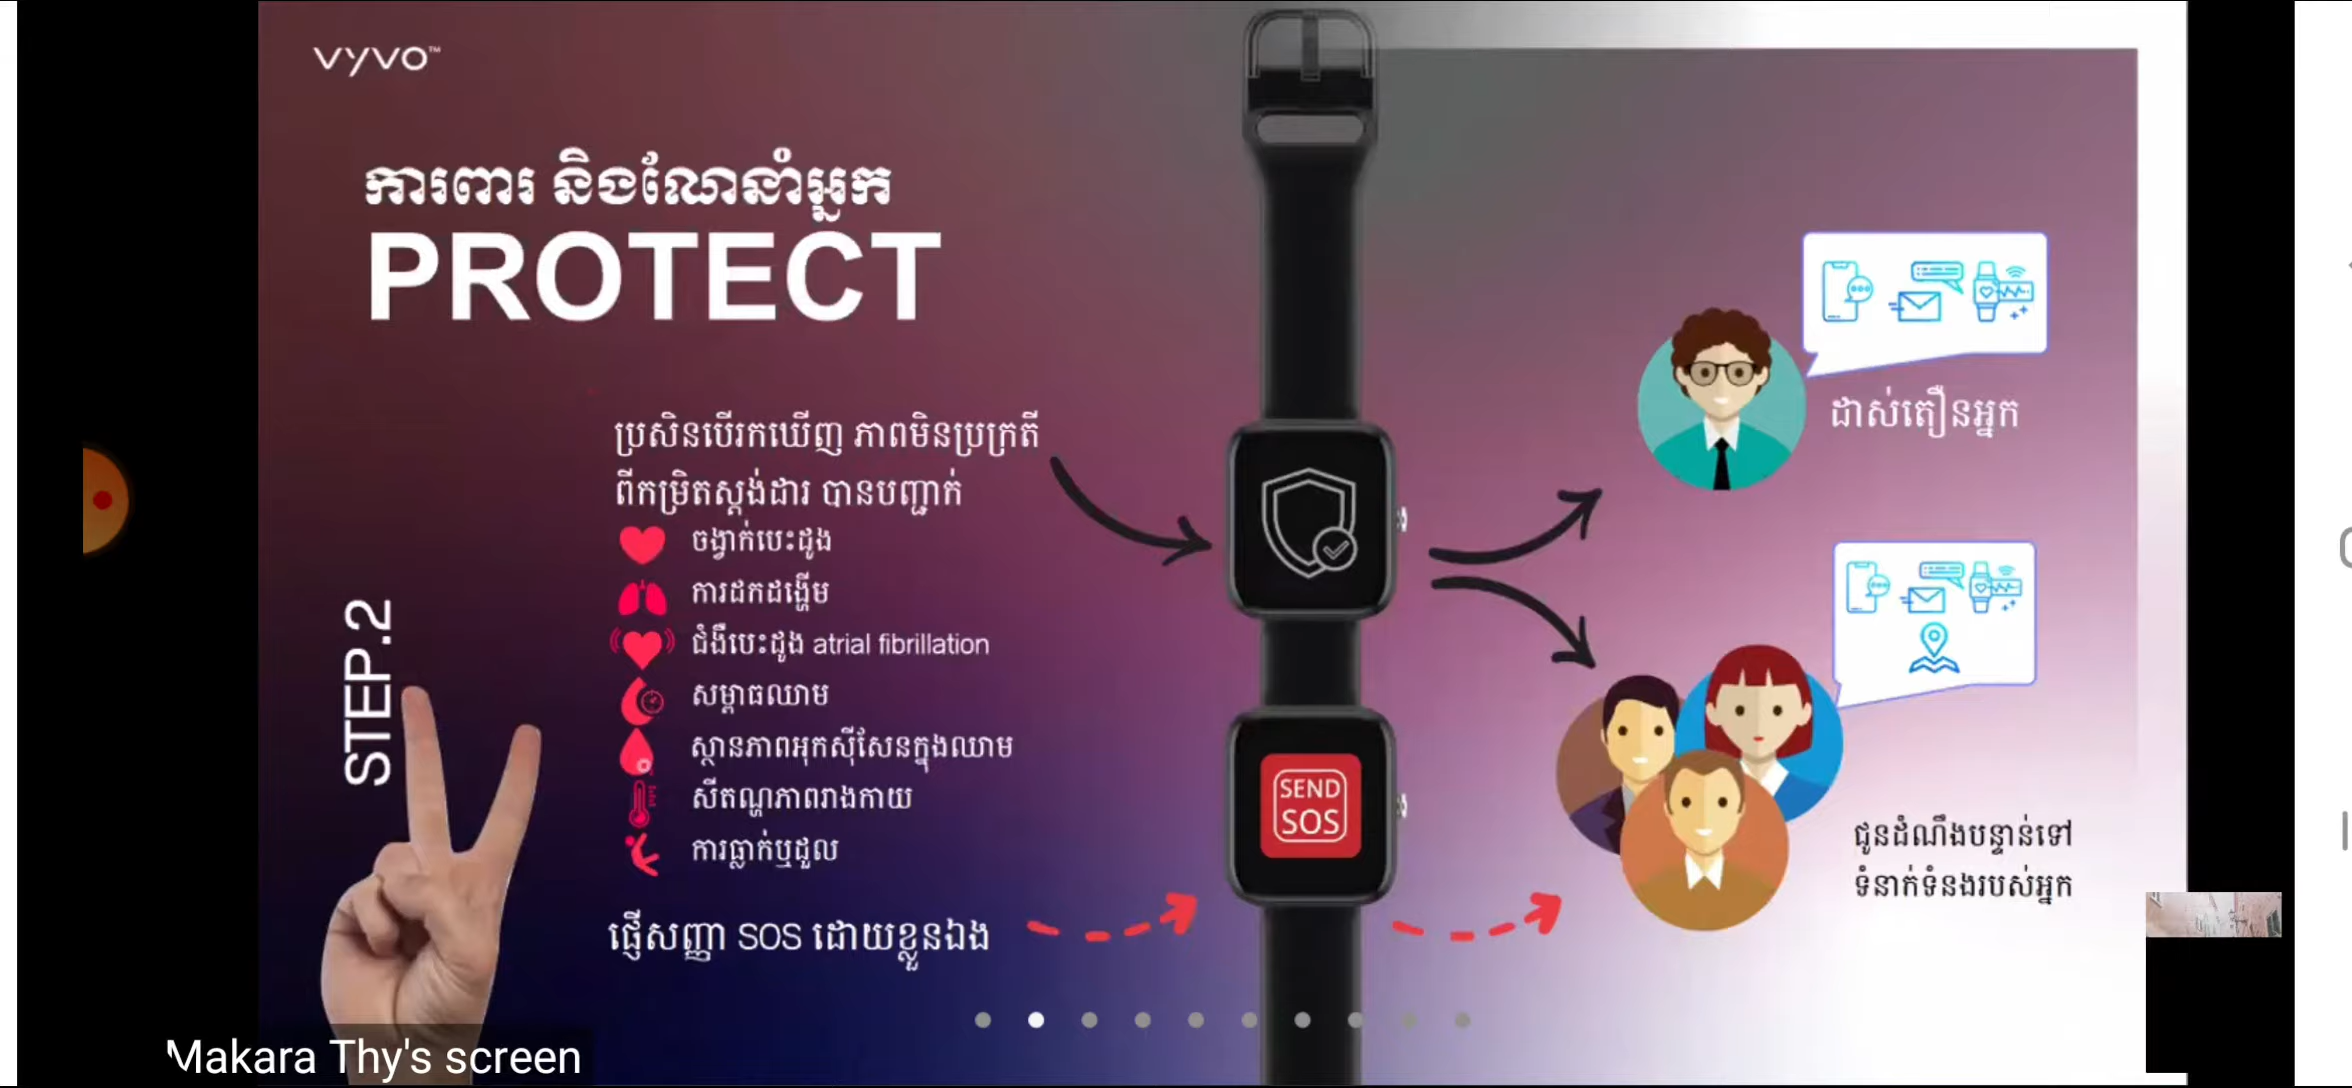 vyvo™
ការពារ និងណែនាំអ្នក
PROTECT
ប្រសិនបើរកឃើញ ភាពមិនប្រក្រតី
ពីកម្រិតស្តង់ដារ បានបញ្ជាក់
ចង្វាក់បេះដូង
ការដកដង្ហើម
ជំងឺបេះដូង atrial fibrillation
សម្ពាធឈាម
ស្ថានភាពអុកស៊ីសែនក្នុងឈាម
សីតណ្ហភាពរាងកាយ
ការធ្លាក់ឬដួល
ផ្ញើសញ្ញា SOS ដោយខ្លួនឯង
STEP.2
SEND
SOS
ដាស់តឿនអ្នក
ជូនដំណឹងបន្ទាន់ទៅ
ទំនាក់ទំនងរបស់អ្នក
Makara Thy's screen